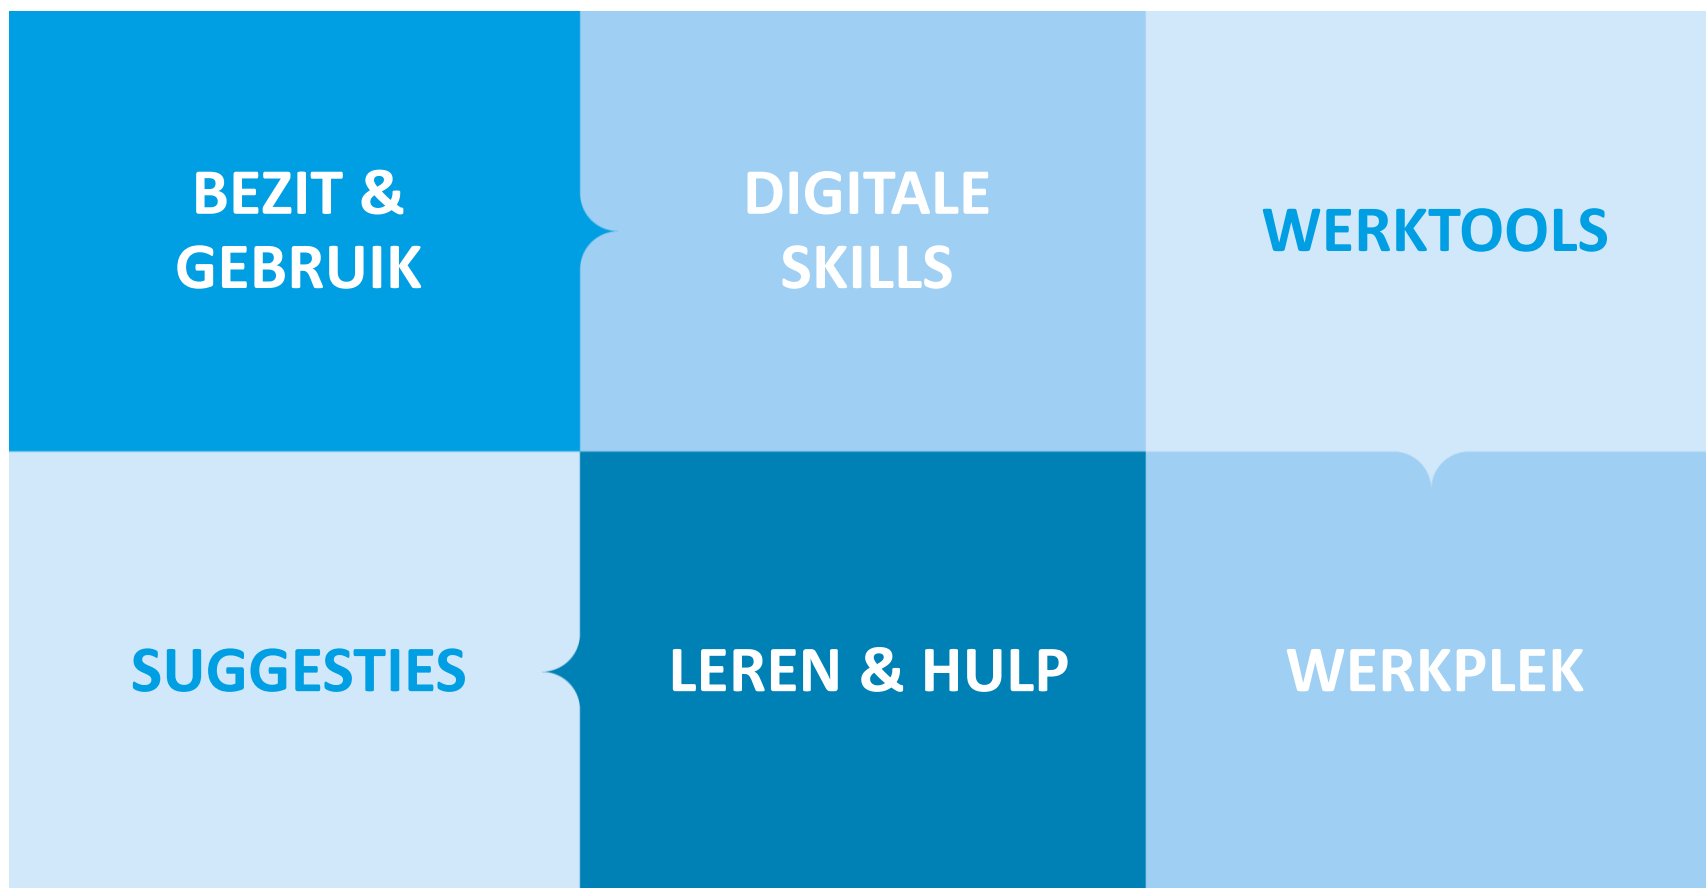 BEZIT &
GEBRUIK
DIGITALE
SKILLS
WERKTOOLS
SUGGESTIES
LEREN & HULP
WERKPLEK